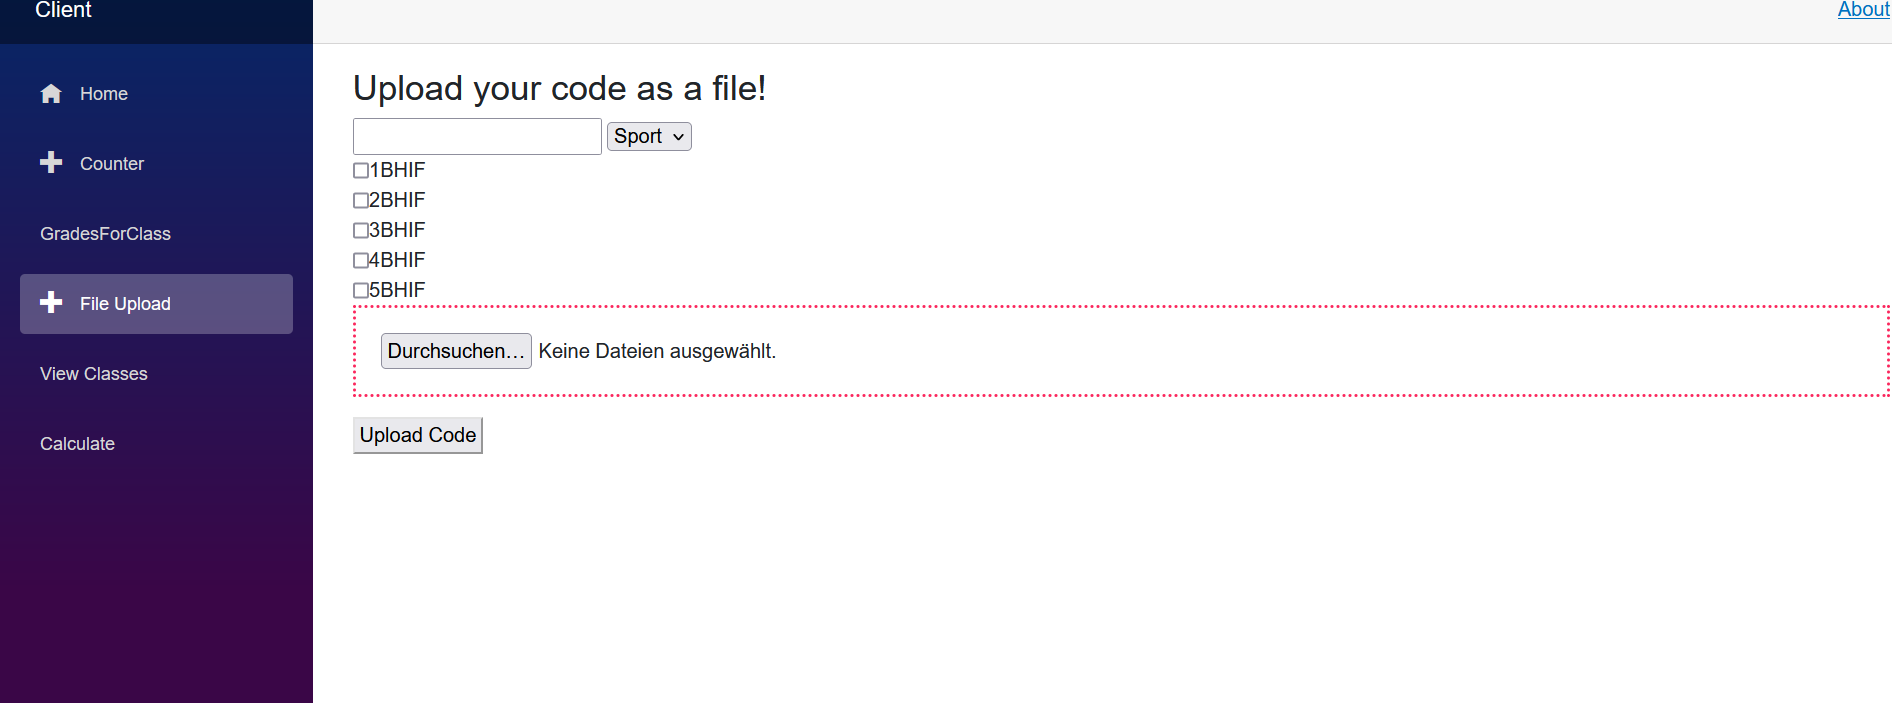 Client
About
Home
Counter
GradesForClass
File Upload
View Classes
Calculate
Upload your code as a file!
Sport
1BHIF
2BHIF
3BHIF
4BHIF
5BHIF
Durchsuchen... Keine Dateien ausgewählt.
Upload Code